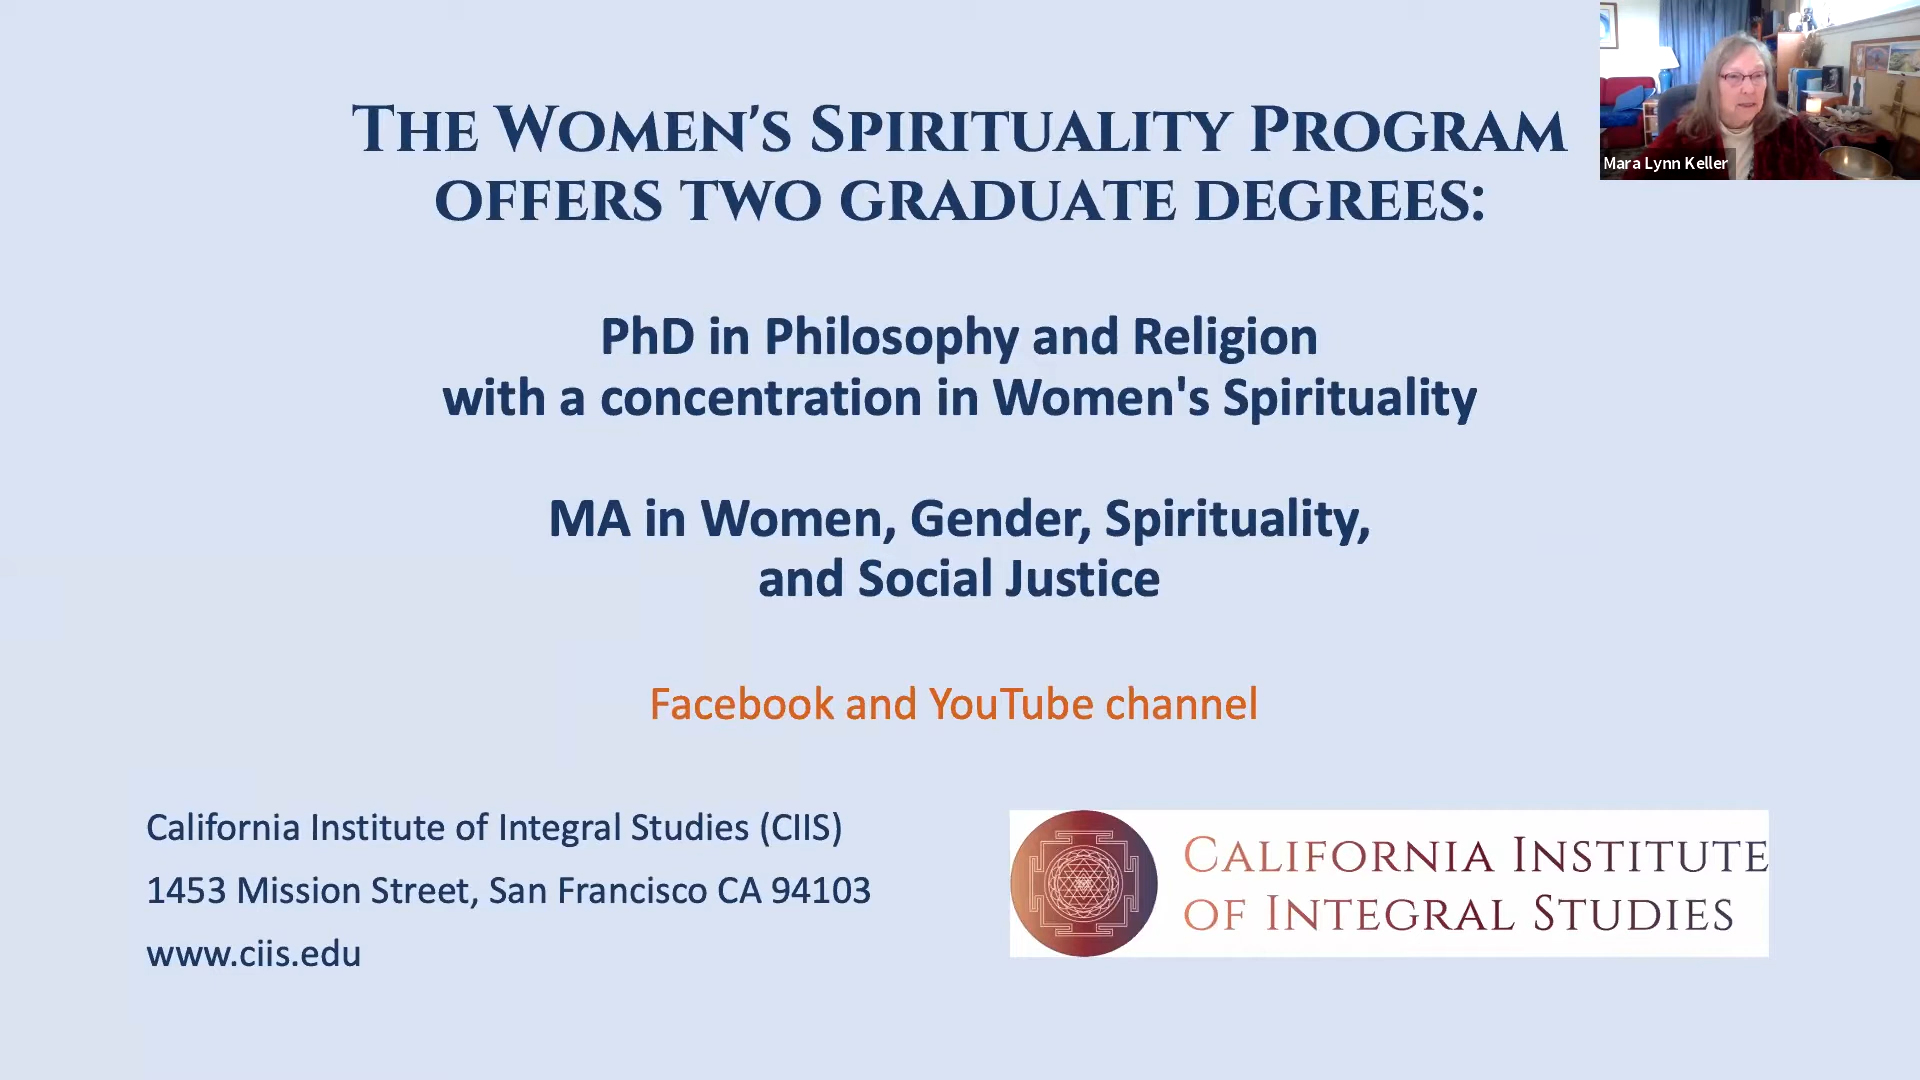 The Women's Spirituality Program
offers two graduate degrees:
Mara Lynn Keller
PhD in Philosophy and Religion
with a concentration in Women's Spirituality
MA in Women, Gender, Spirituality,
and Social Justice
Facebook and YouTube channel
California Institute of Integral Studies (CIIS)
1453 Mission Street, San Francisco CA 94103
www.ciis.edu
California Institute
of Integral Studies